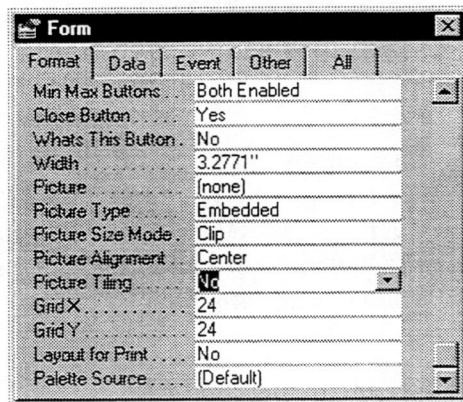 Form
Format Data Event Other All
Min Max Buttons . . Both Enabled
Close Button . . . . . Yes
Whats This Button . No
Width . . . . . . . . . . . 3.2771"
Picture . . . . . . . . . . (none)
Picture Type . . . . . Embedded
Picture Size Mode . Clip
Picture Alignment . . Center
Picture Tiling . . . . . No
Grid X . . . . . . . . . . . 24
Grid Y . . . . . . . . . . . 24
Layout for Print . . . . No
Palette Source . . . . (Default)